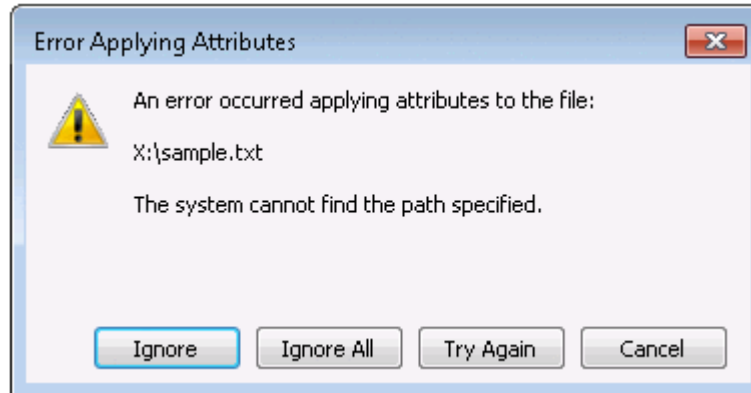 Error Applying Attributes
An error occurred applying attributes to the file:
X:\sample.txt
The system cannot find the path specified.
Ignore
Ignore All
Try Again
Cancel